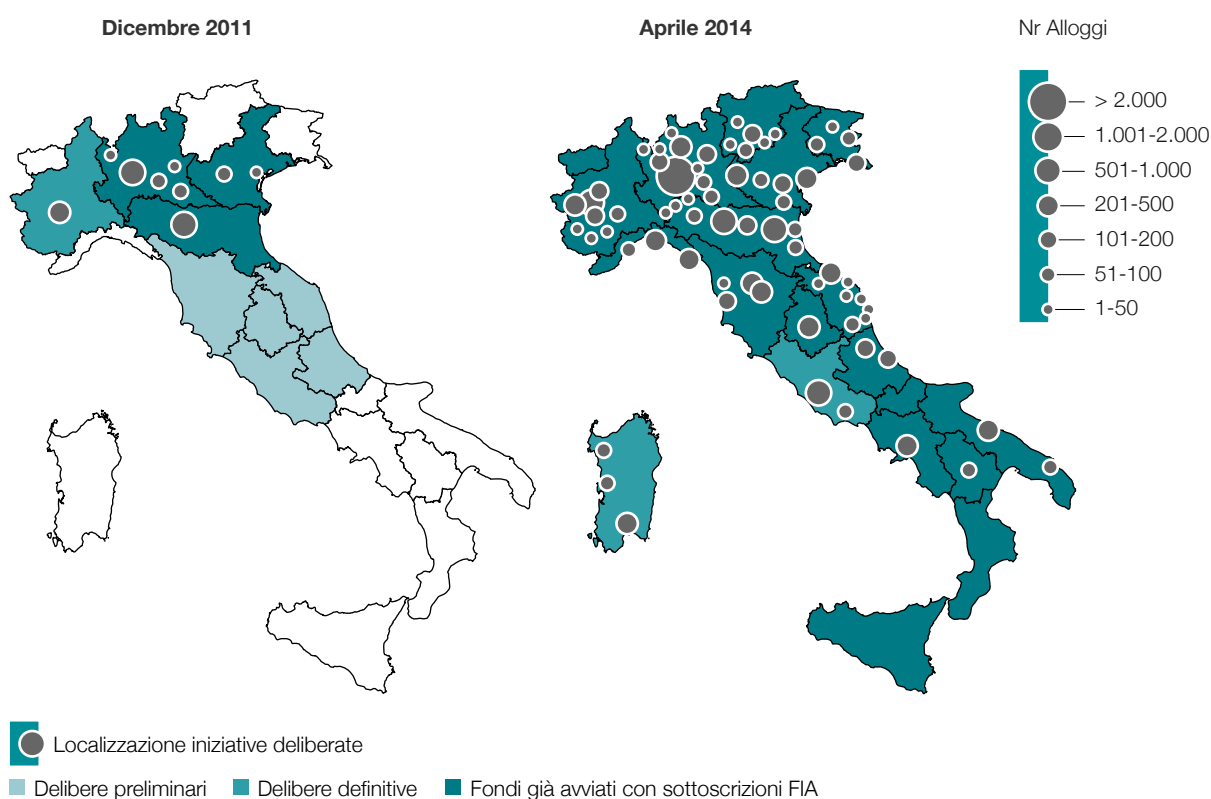 Dicembre 2011
Aprile 2014
Nr Alloggi
> 2.000
1.001-2.000
501-1.000
201-500
101-200
51-100
1-50
Localizzazione iniziative deliberate
Delibere preliminari
Delibere definitive
Fondi già avviati con sottoscrizioni FIA